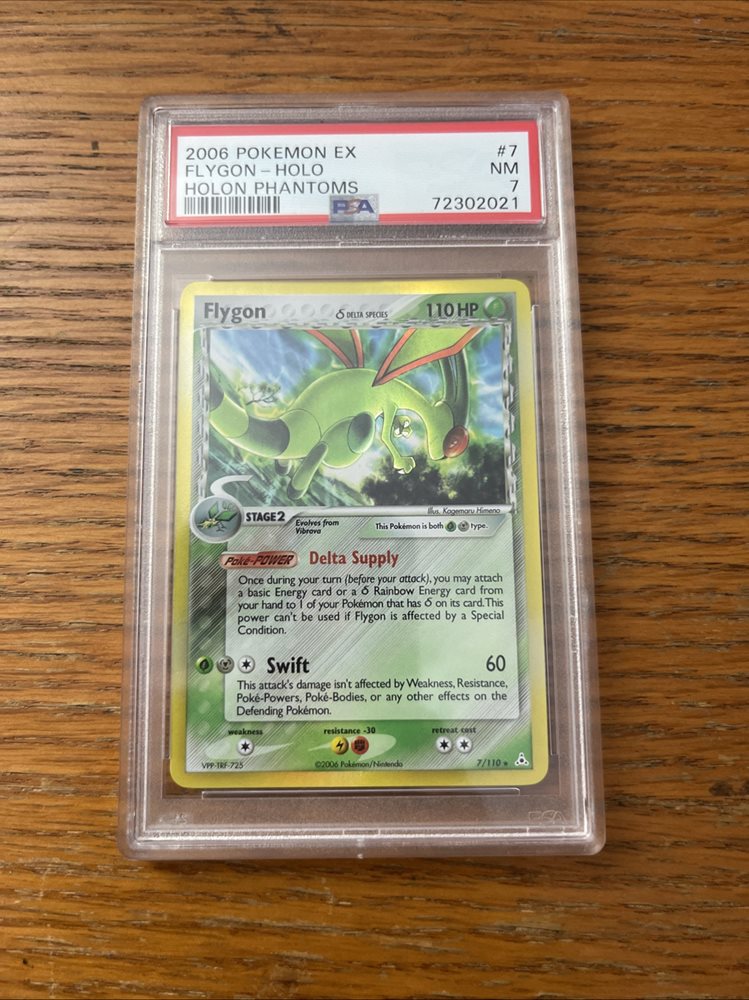 2006 POKEMON EX #7
FLYGON - HOLO NM
HOLON PHANTOMS 7
PSA 72302021
Flygon δ DELTA SPECIES 110 HP
Illus. Kagemaru Himeno
STAGE 2 Evolves from
Vibrava
This Pokémon is both type.
Poké-POWER Delta Supply
Once during your turn (before your attack), you may attach
a basic Energy card or a δ Rainbow Energy card from
your hand to 1 of your Pokémon that has δ on its card. This
power can't be used if Flygon is affected by a Special
Condition.
Swift 60
This attack's damage isn't affected by Weakness, Resistance,
Poké-Powers, Poké-Bodies, or any other effects on the
Defending Pokémon.
weakness resistance -30 retreat cost
VPP-TRF-725 ©2006 Pokémon/Nintendo 7/110 ★
PSA